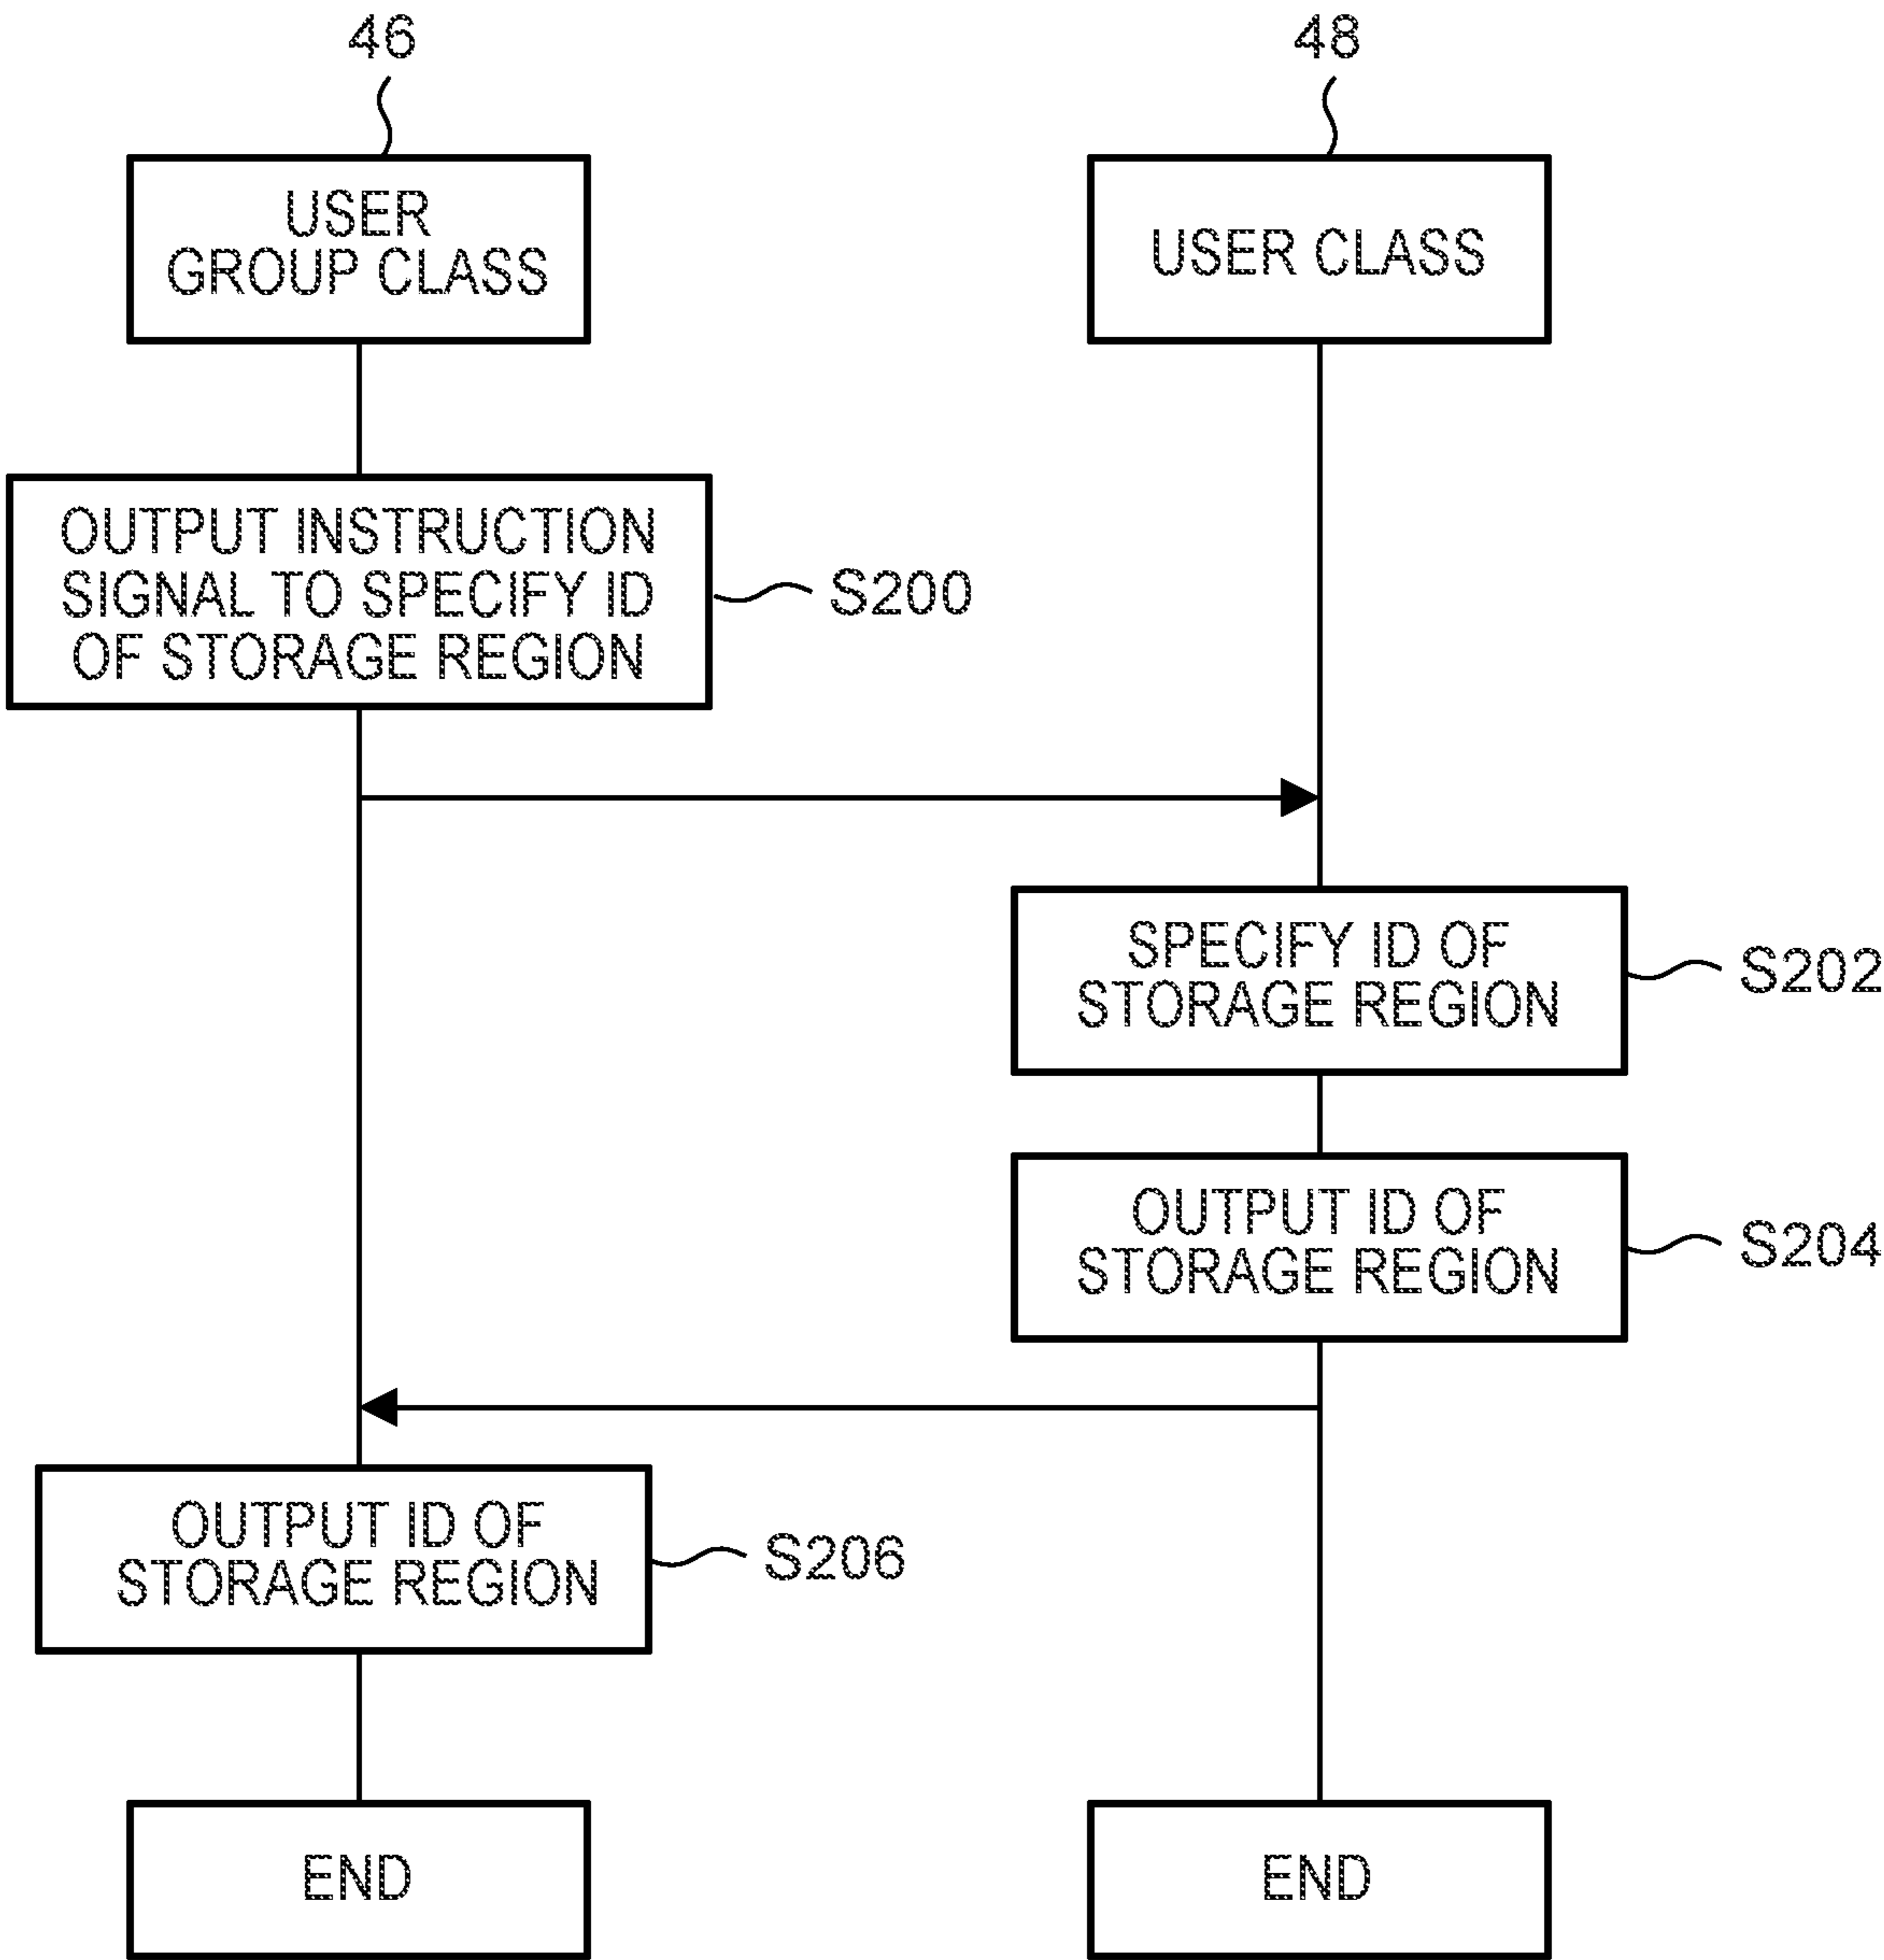 46
48
USER
GROUP CLASS
USER CLASS
OUTPUT INSTRUCTION
SIGNAL TO SPECIFY ID
OF STORAGE REGION
S200
SPECIFY ID OF
STORAGE REGION
S202
OUTPUT ID OF
STORAGE REGION
S204
OUTPUT ID OF
STORAGE REGION
S206
END
END